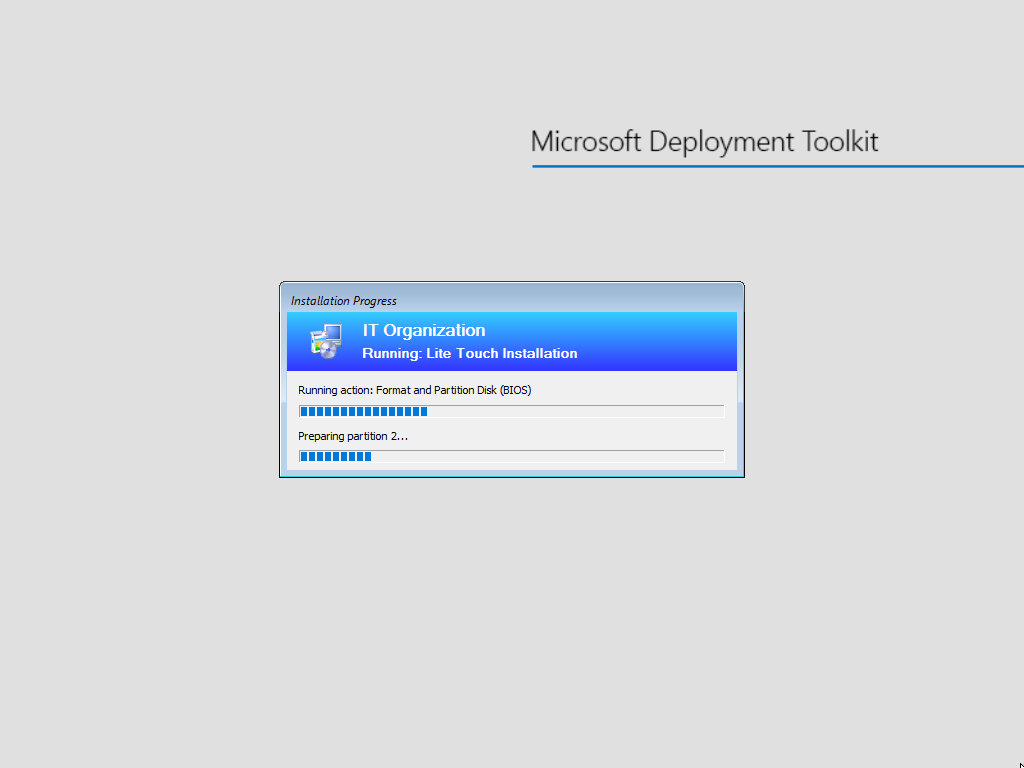 Microsoft Deployment Toolkit
Installation Progress
IT Organization
Running: Lite Touch Installation
Running action: Format and Partition Disk (BIOS)
Preparing partition 2...